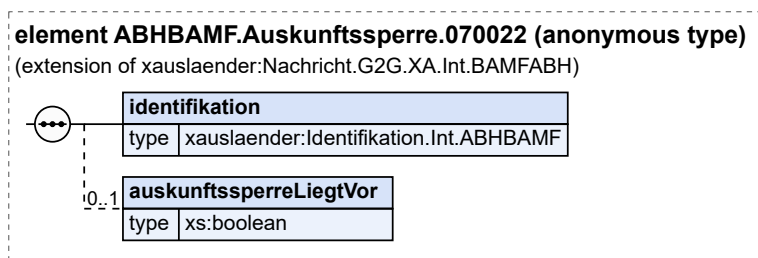 element ABHBAMF.Auskunftssperre.070022 (anonymous type)
(extension of xauslaender:Nachricht.G2G.XA.Int.BAMFABH)
identifikation
type xauslaender:Identifikation.Int.ABHBAMF
0..1 auskunftssperreLiegtVor
type xs:boolean